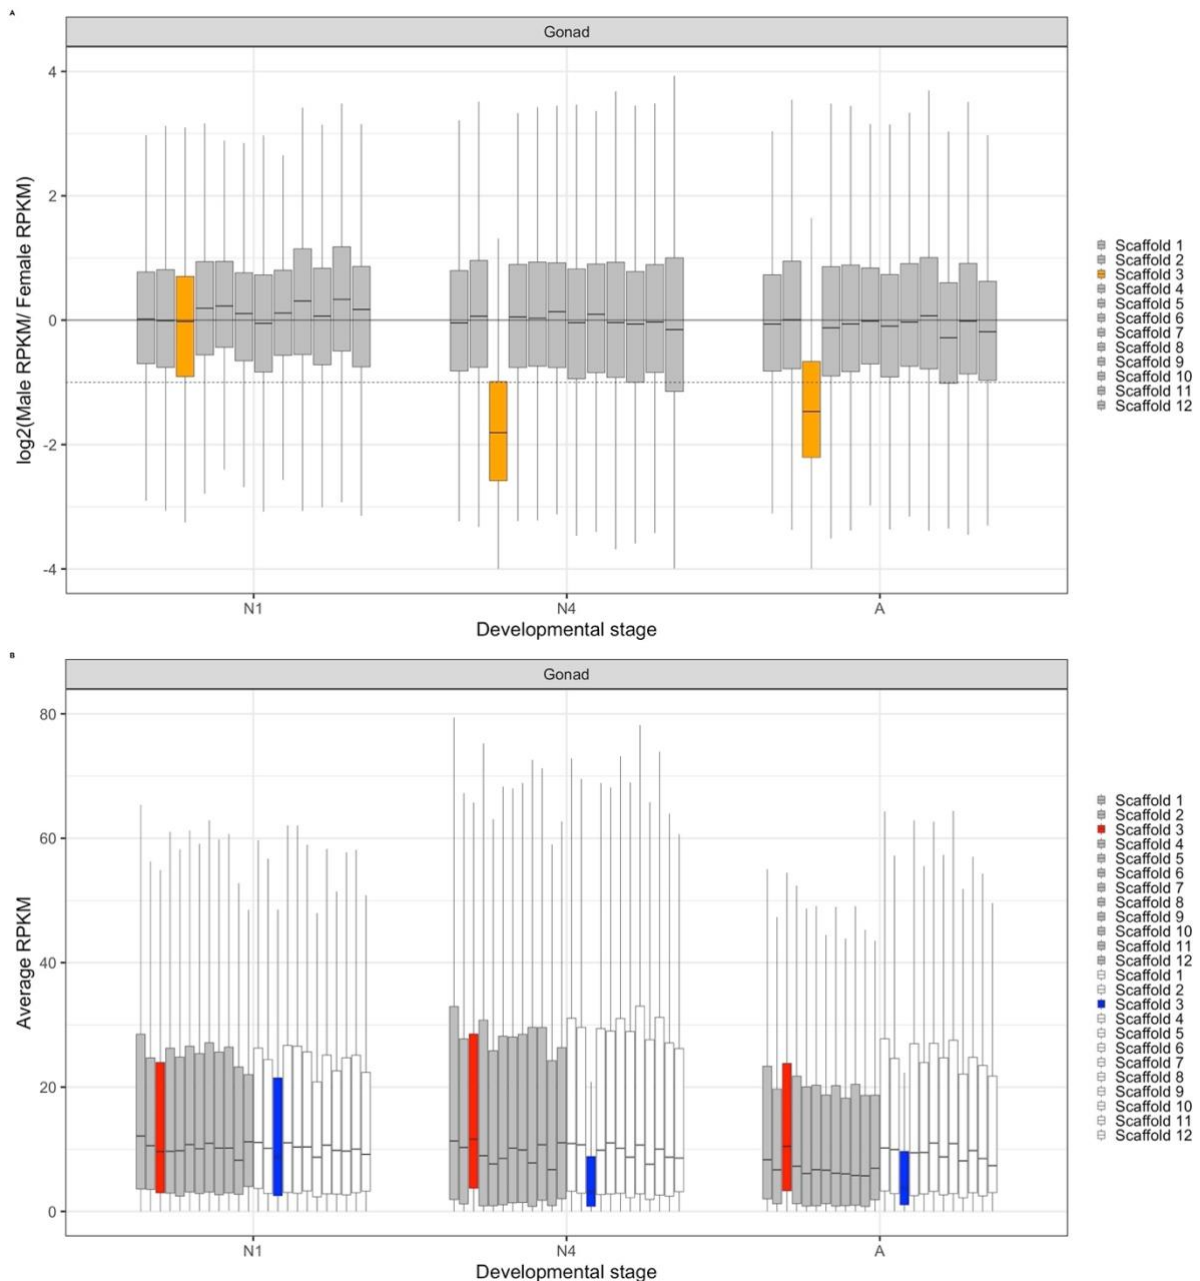 A
Gonad
4
2
0
-2
-4
log2(Male RPKM/ Female RPKM)
N1
N4
A
Developmental stage
Scaffold 1
Scaffold 2
Scaffold 3
Scaffold 4
Scaffold 5
Scaffold 6
Scaffold 7
Scaffold 8
Scaffold 9
Scaffold 10
Scaffold 11
Scaffold 12
B
Gonad
80
60
40
20
0
Average RPKM
N1
N4
A
Developmental stage
Scaffold 1
Scaffold 2
Scaffold 3
Scaffold 4
Scaffold 5
Scaffold 6
Scaffold 7
Scaffold 8
Scaffold 9
Scaffold 10
Scaffold 11
Scaffold 12
Scaffold 1
Scaffold 2
Scaffold 3
Scaffold 4
Scaffold 5
Scaffold 6
Scaffold 7
Scaffold 8
Scaffold 9
Scaffold 10
Scaffold 11
Scaffold 12